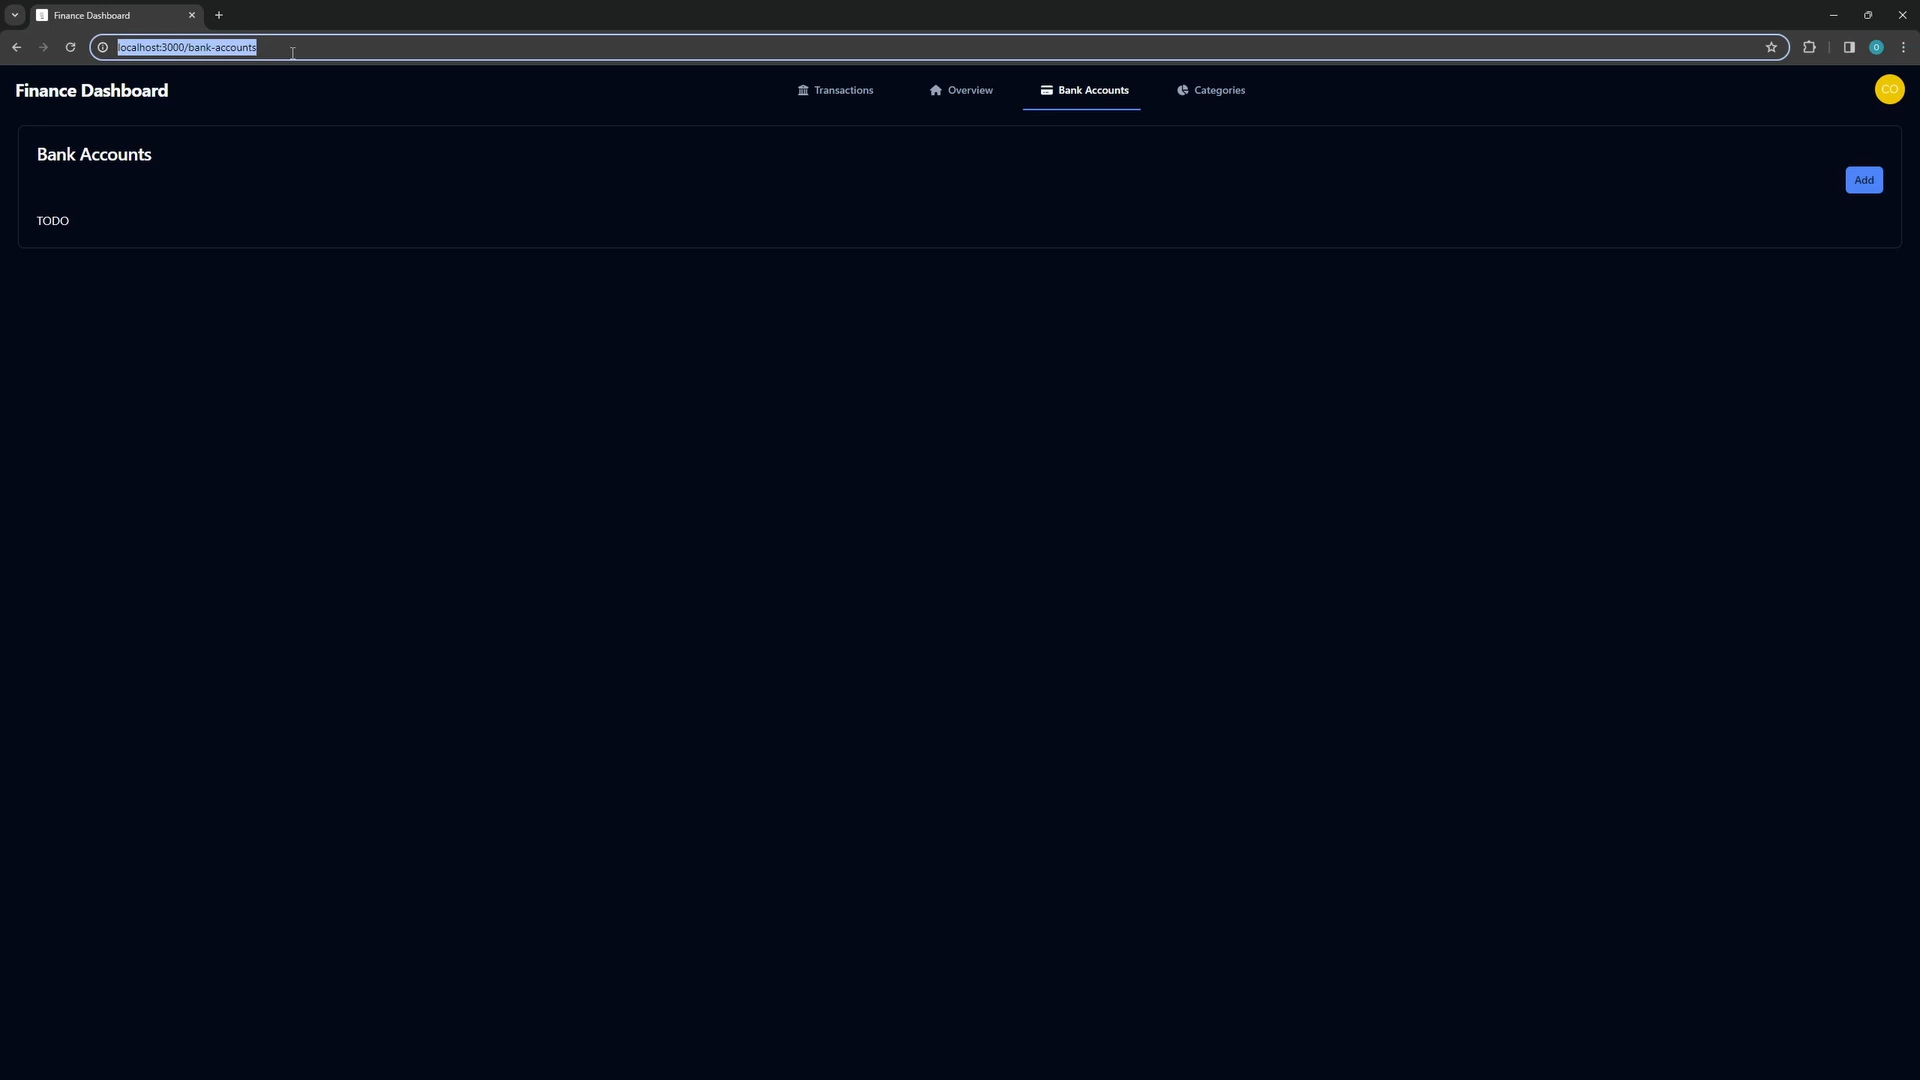 Finance Dashboard
localhost:3000/bank-accounts
O
Finance Dashboard
Transactions
Overview
Bank Accounts
Categories
CO
Bank Accounts
Add
TODO